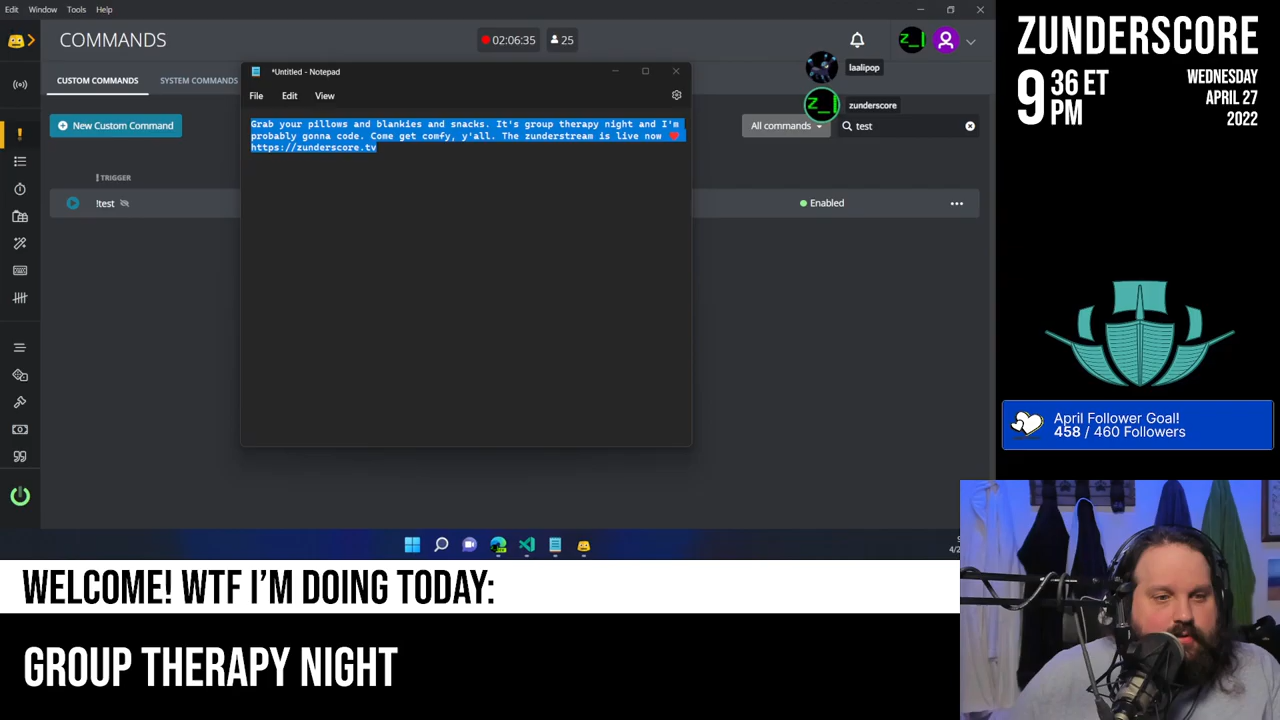 Edit Window Tools Help
COMMANDS
02:06:35
25
z_|
laalipop
z_|
zunderscore
CUSTOM COMMANDS
SYSTEM COMMANDS
*Untitled - Notepad
File Edit View
New Custom Command
All commands
test
Grab your pillows and blankies and snacks. It's group therapy night and I'm
probably gonna code. Come get comfy, y'all. The zunderstream is live now ❤️
https://zunderscore.tv
TRIGGER
!test
Enabled
ZUNDERSCORE
9 36 ET
PM
WEDNESDAY
APRIL 27
2022
April Follower Goal!
458 / 460 Followers
WELCOME! WTF I'M DOING TODAY:
GROUP THERAPY NIGHT